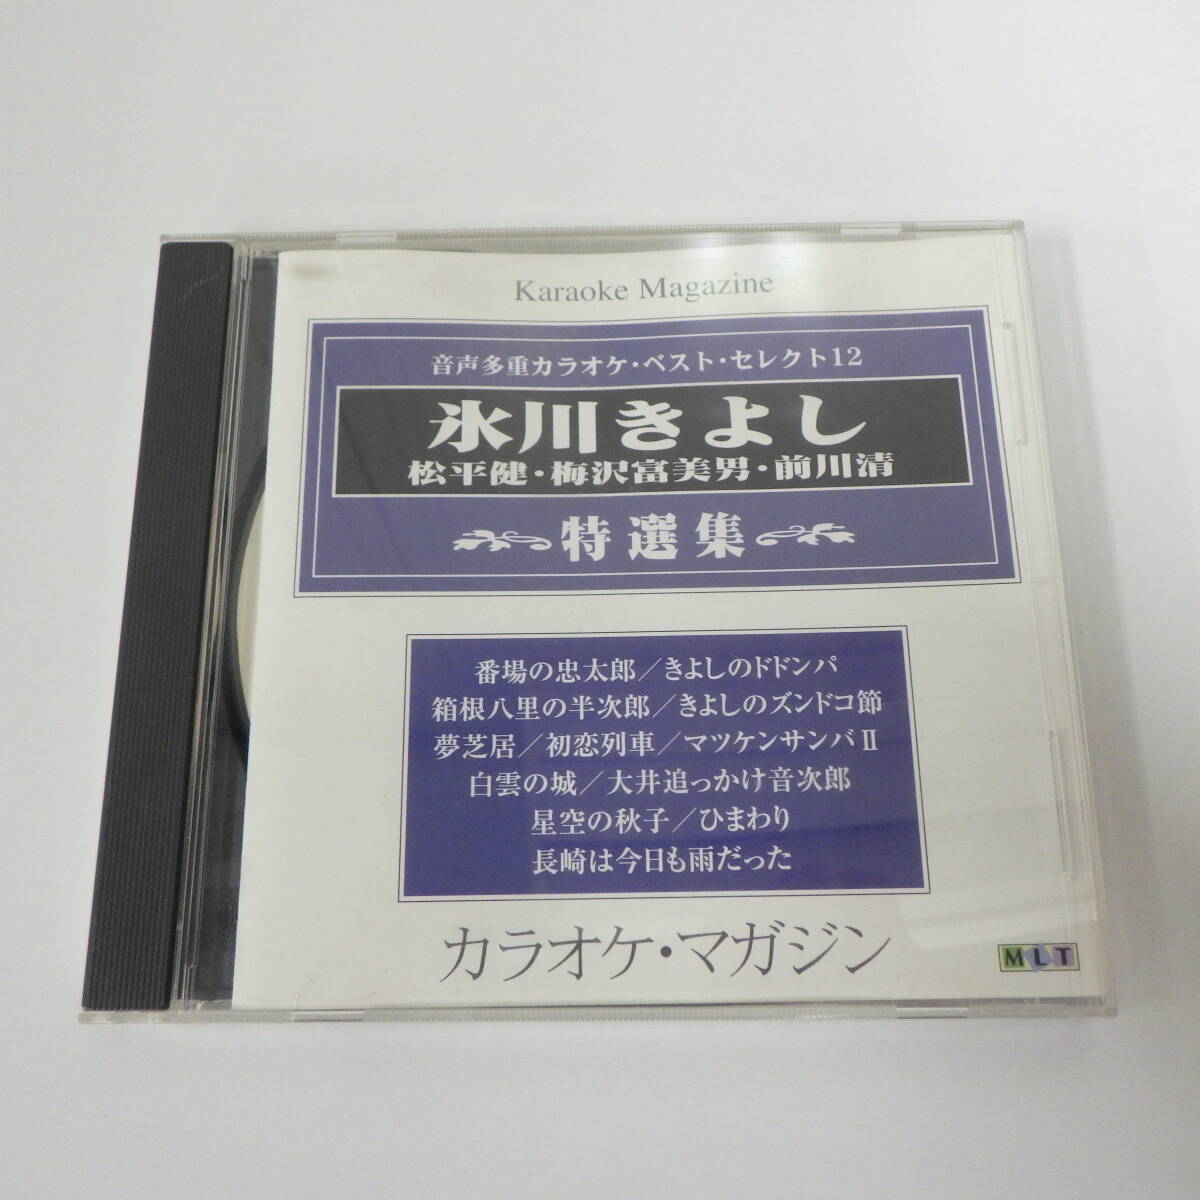 Karaoke Magazine
音声多重カラオケ・ベスト・セレクト12
氷川きよし
松平健・梅沢富美男・前川清
特選集
番場の忠太郎／きよしのドドンパ
箱根八里の半次郎／きよしのズンドコ節
夢芝居／初恋列車／マツケンサンバⅡ
白雲の城／大井追っかけ音次郎
星空の秋子／ひまわり
長崎は今日も雨だった
カラオケ・マガジン
MLT